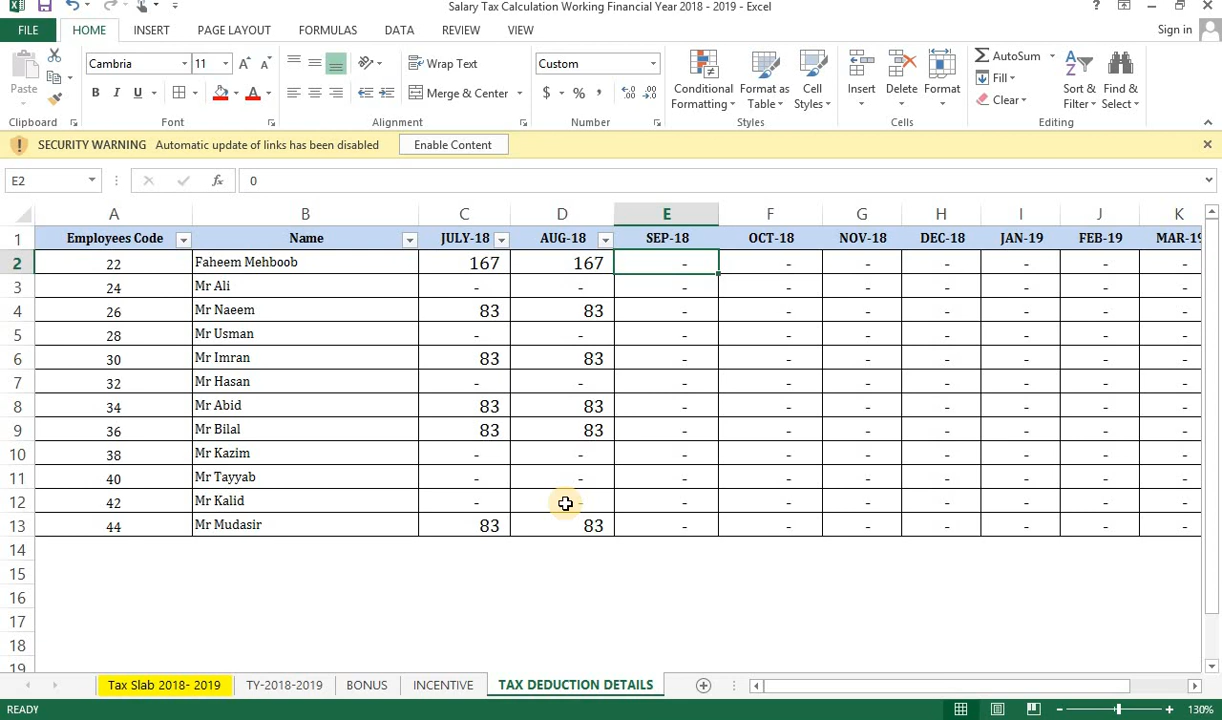 Salary Tax Calculation Working Financial Year 2018 - 2019 - Excel
?
FILE HOME INSERT PAGE LAYOUT FORMULAS DATA REVIEW VIEW Sign in
Paste
Clipboard
Cambria 11
B I U
Font
Wrap Text
Merge & Center
Alignment
Custom
$ % ,
Number
Conditional Formatting
Format as Table
Cell Styles
Styles
Insert Delete Format
Cells
AutoSum
Fill
Clear
Sort & Filter
Find & Select
Editing
SECURITY WARNING Automatic update of links has been disabled Enable Content
E2 fx 0
A B C D E F G H I J K
1 Employees Code Name JULY-18 AUG-18 SEP-18 OCT-18 NOV-18 DEC-18 JAN-19 FEB-19 MAR-19
2 22 Faheem Mehboob 167 167 - - - - - - -
3 24 Mr Ali - - - - - - - - -
4 26 Mr Naeem 83 83 - - - - - - -
5 28 Mr Usman - - - - - - - - -
6 30 Mr Imran 83 83 - - - - - - -
7 32 Mr Hasan - - - - - - - - -
8 34 Mr Abid 83 83 - - - - - - -
9 36 Mr Bilal 83 83 - - - - - - -
10 38 Mr Kazim - - - - - - - - -
11 40 Mr Tayyab - - - - - - - - -
12 42 Mr Kalid - - - - - - - - -
13 44 Mr Mudasir 83 83 - - - - - - -
14
15
16
17
18
19
Tax Slab 2018- 2019 TY-2018-2019 BONUS INCENTIVE TAX DEDUCTION DETAILS
READY 130%